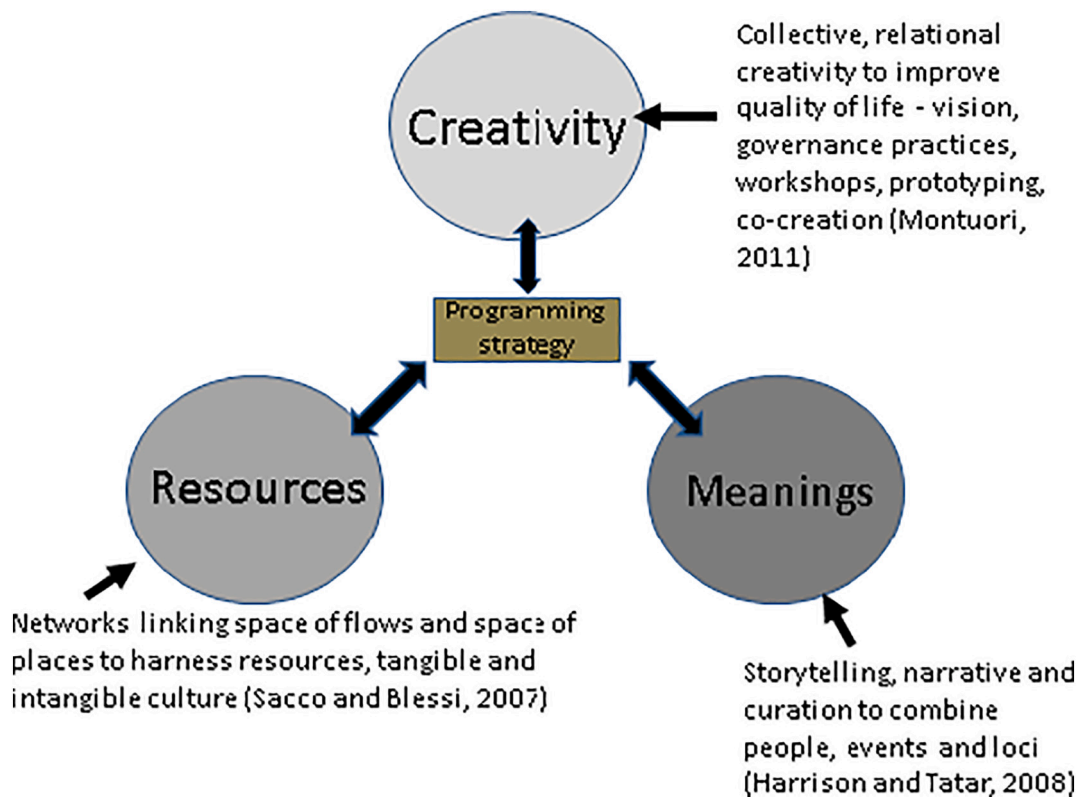 Collective, relational
creativity to improve
quality of life - vision,
governance practices,
workshops, prototyping,
co-creation (Montuori,
2011)
Creativity
Programming
strategy
Resources
Meanings
Networks linking space of flows and space of
places to harness resources, tangible and
intangible culture (Sacco and Blessi, 2007)
Storytelling, narrative and
curation to combine
people, events and loci
(Harrison and Tatar, 2008)